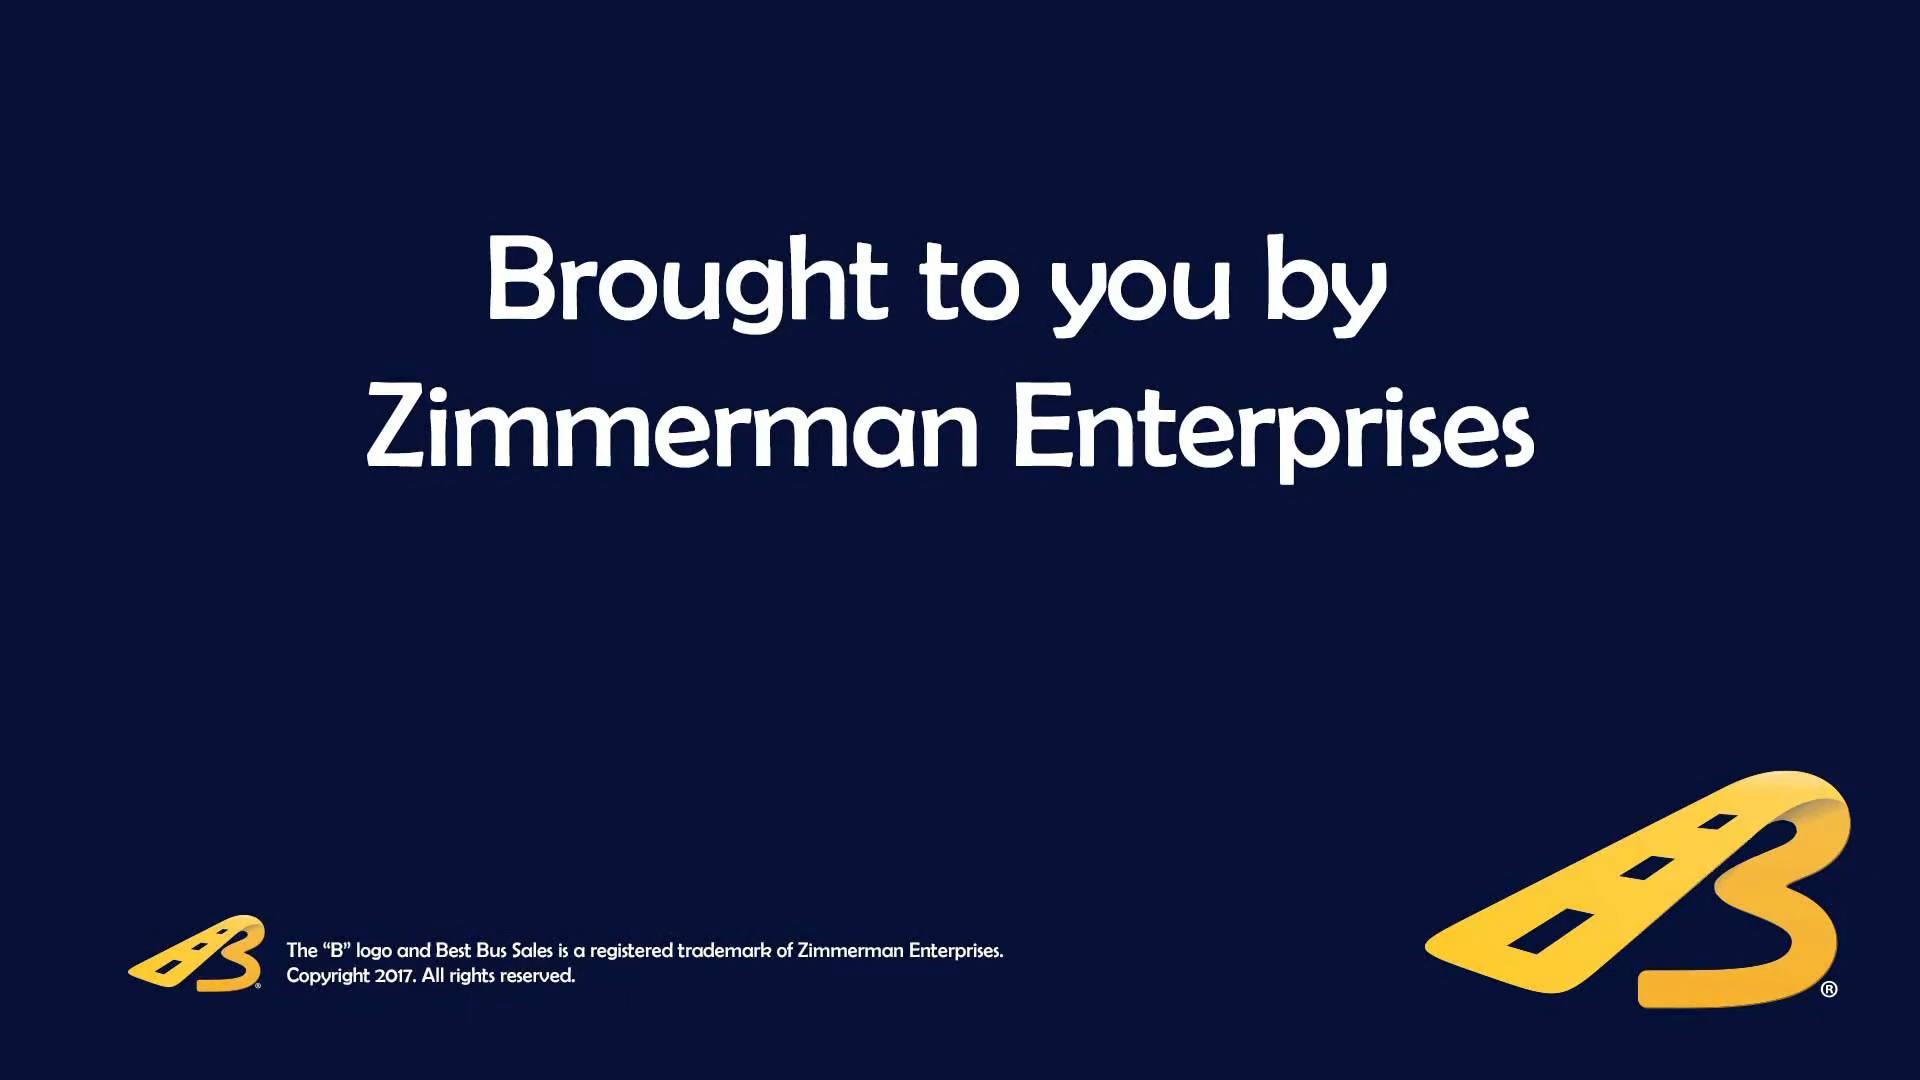 Brought to you by
Zimmerman Enterprises
The “B” logo and Best Bus Sales is a registered trademark of Zimmerman Enterprises.
Copyright 2017. All rights reserved.
B
®